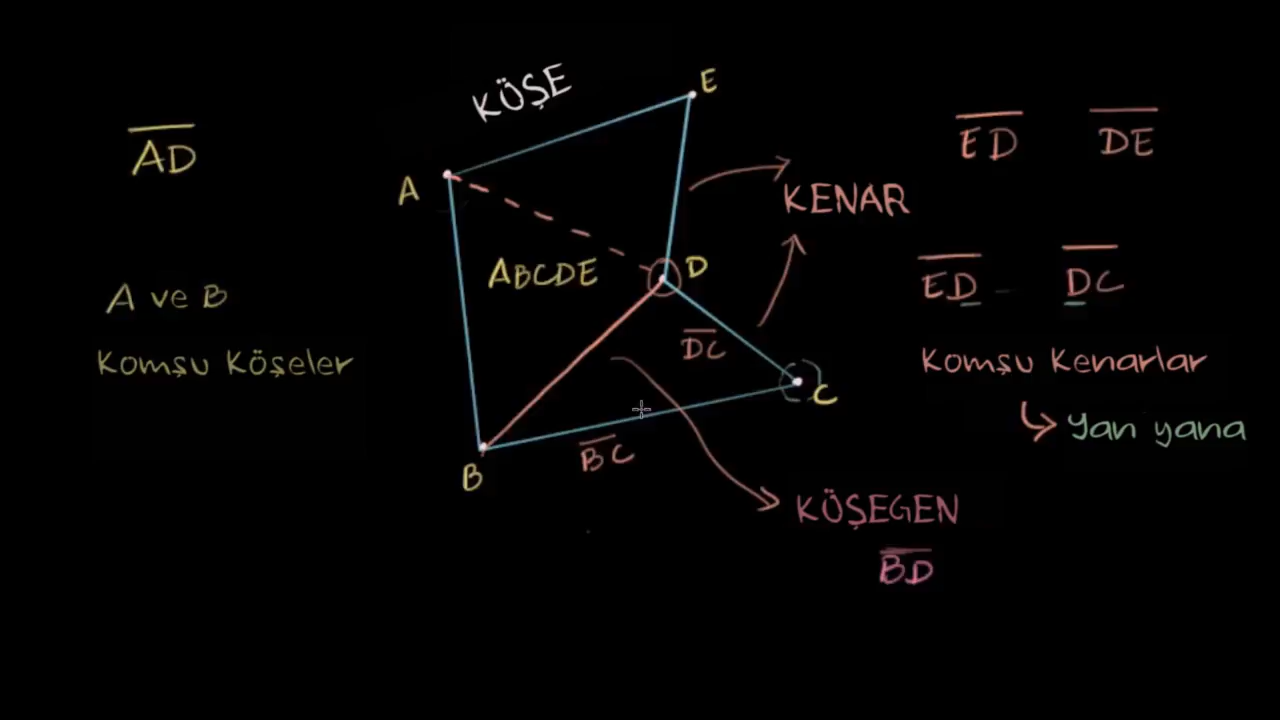 KÖŞE
E
AD
ED DE
A
KENAR
ABCDE
D
ED DC
A ve B
DC
Komşu Köşeler
Komşu Kenarlar
C
Yan yana
BC
B
KÖŞEGEN
BD